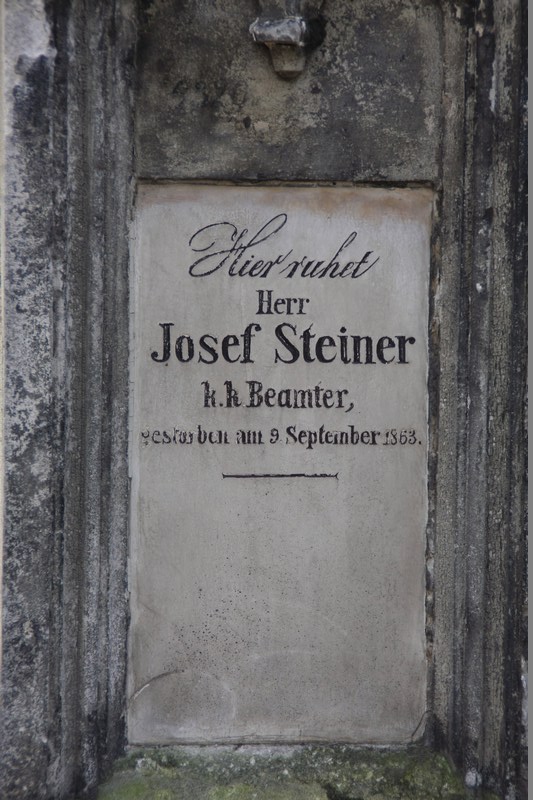 Hier ruhet
Herr
Josef Steiner
k. k. Beamter,
gestorben am 9. September 1863.